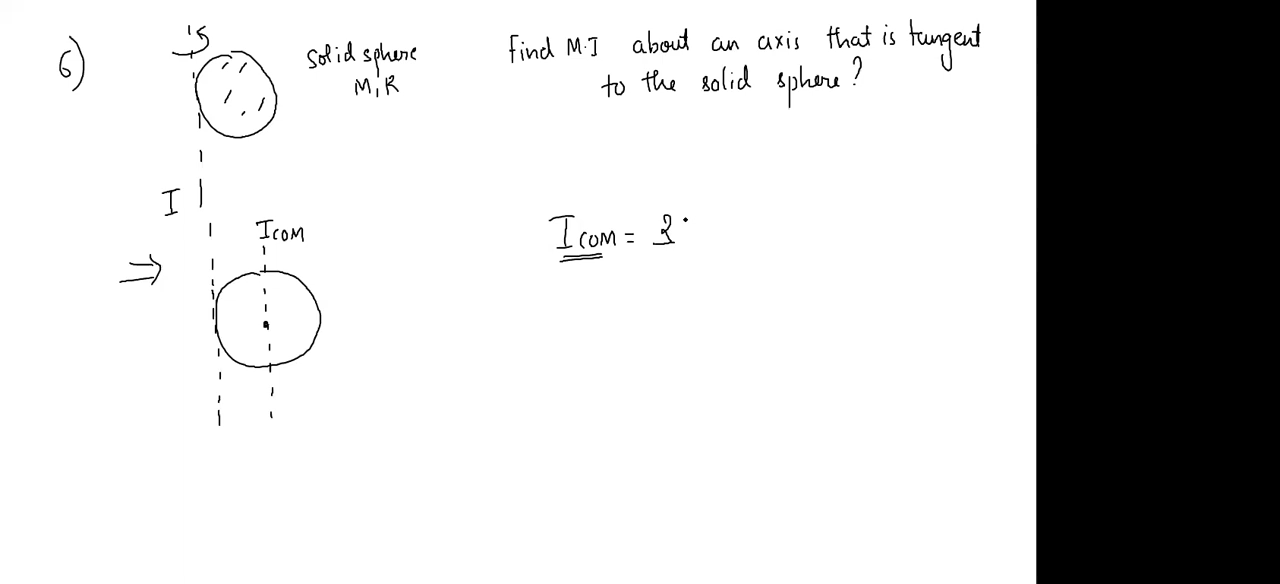 6)
Solid sphere
M, R
Find M.I about an axis that is tangent
to the solid sphere?
I
ICOM
⇒
ICOM =